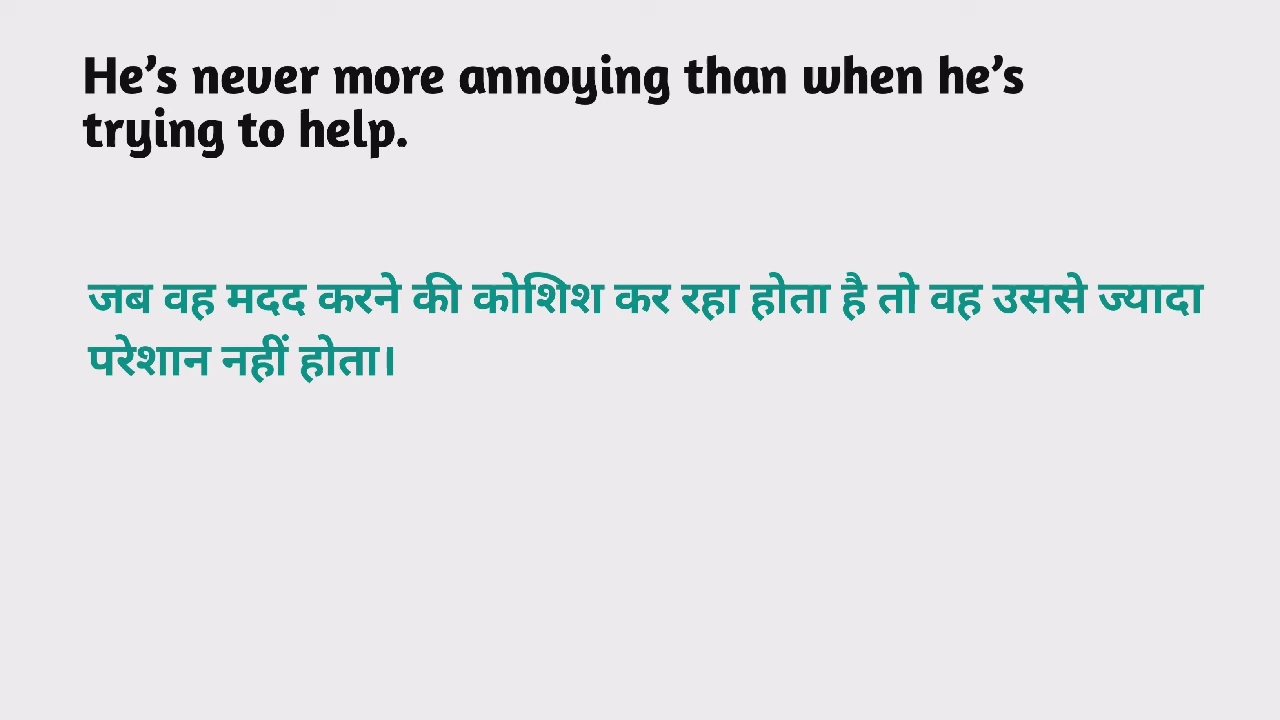 He’s never more annoying than when he’s
trying to help.
जब वह मदद करने की कोशिश कर रहा होता है तो वह उससे ज्यादा
परेशान नहीं होता।